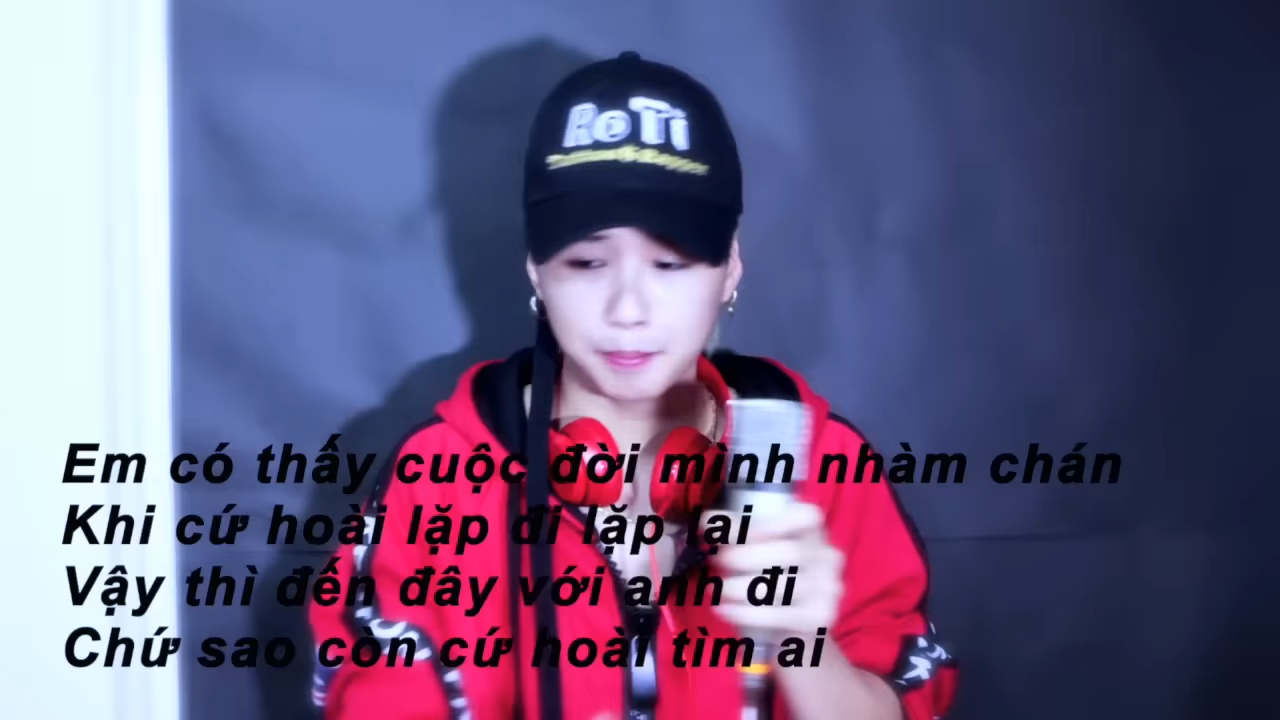 RoTi
Em có thấy cuộc đời mình nhàm chán
Khi cứ hoài lặp đi lặp lại
Vậy thì đến đây với anh đi
Chứ sao còn cứ hoài tìm ai